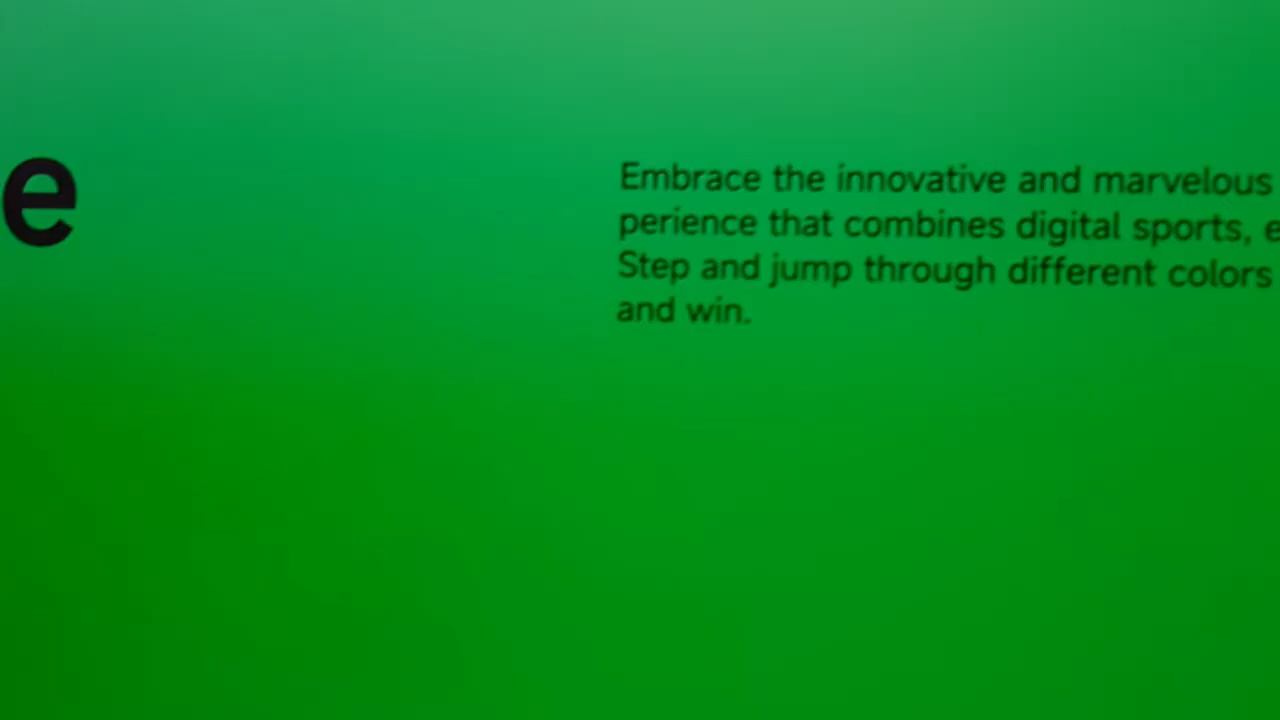 e
Embrace the innovative and marvelous
perience that combines digital sports, e
Step and jump through different colors
and win.